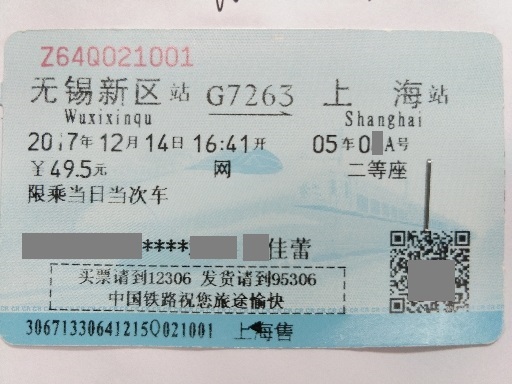 Z64Q021001
无锡新区站 G7263 上海站
Wuxixinqu Shanghai
2017年12月14日16:41开 05车0A号
￥49.5元 网 二等座
限乘当日当次车
**** 佳蕾
买票请到12306 发货请到95306
中国铁路祝您旅途愉快
30671330641215Q021001 上海售